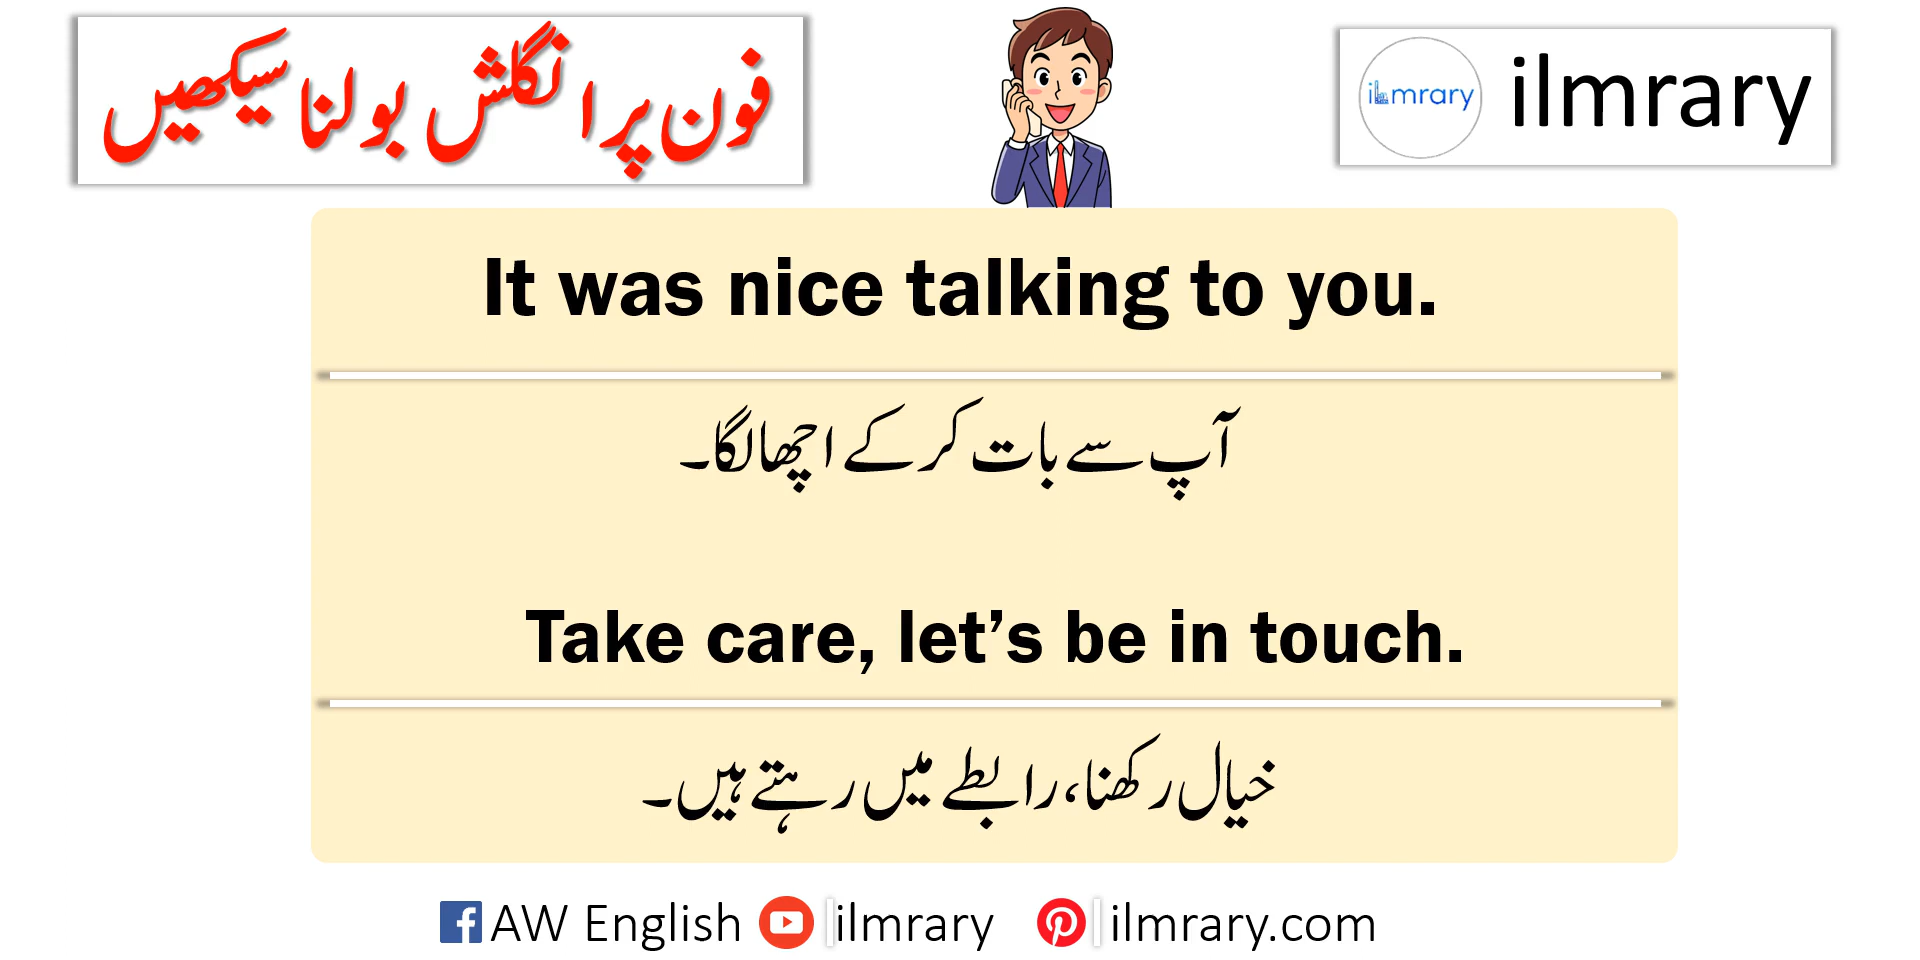 فون پر انگلش بولنا سیکھیں
ilmrary
ilmrary
It was nice talking to you.
آپ سے بات کر کے اچھا لگا۔
Take care, let’s be in touch.
خیال رکھنا، رابطے میں رہتے ہیں۔
AW English ilmrary ilmrary.com